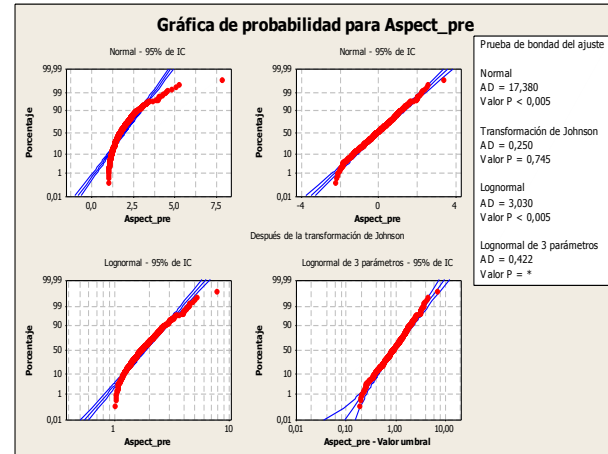 Gráfica de probabilidad para Aspect_pre
Normal - 95% de IC
99,99
99
90
50
10
1
0,01
Porcentaje
0,0 2,5 5,0 7,5
Aspect_pre
Normal - 95% de IC
99,99
99
90
50
10
1
0,01
Porcentaje
-4 0 4
Aspect_pre
Después de la transformación de Johnson
Lognormal - 95% de IC
99,99
99
90
50
10
1
0,01
Porcentaje
1 10
Aspect_pre
Lognormal de 3 parámetros - 95% de IC
99,99
99
90
50
10
1
0,01
Porcentaje
0,01 0,10 1,00 10,00
Aspect_pre - Valor umbral
Prueba de bondad del ajuste
Normal
AD = 17,380
Valor P < 0,005
Transformación de Johnson
AD = 0,250
Valor P = 0,745
Lognormal
AD = 3,030
Valor P < 0,005
Lognormal de 3 parámetros
AD = 0,422
Valor P = *